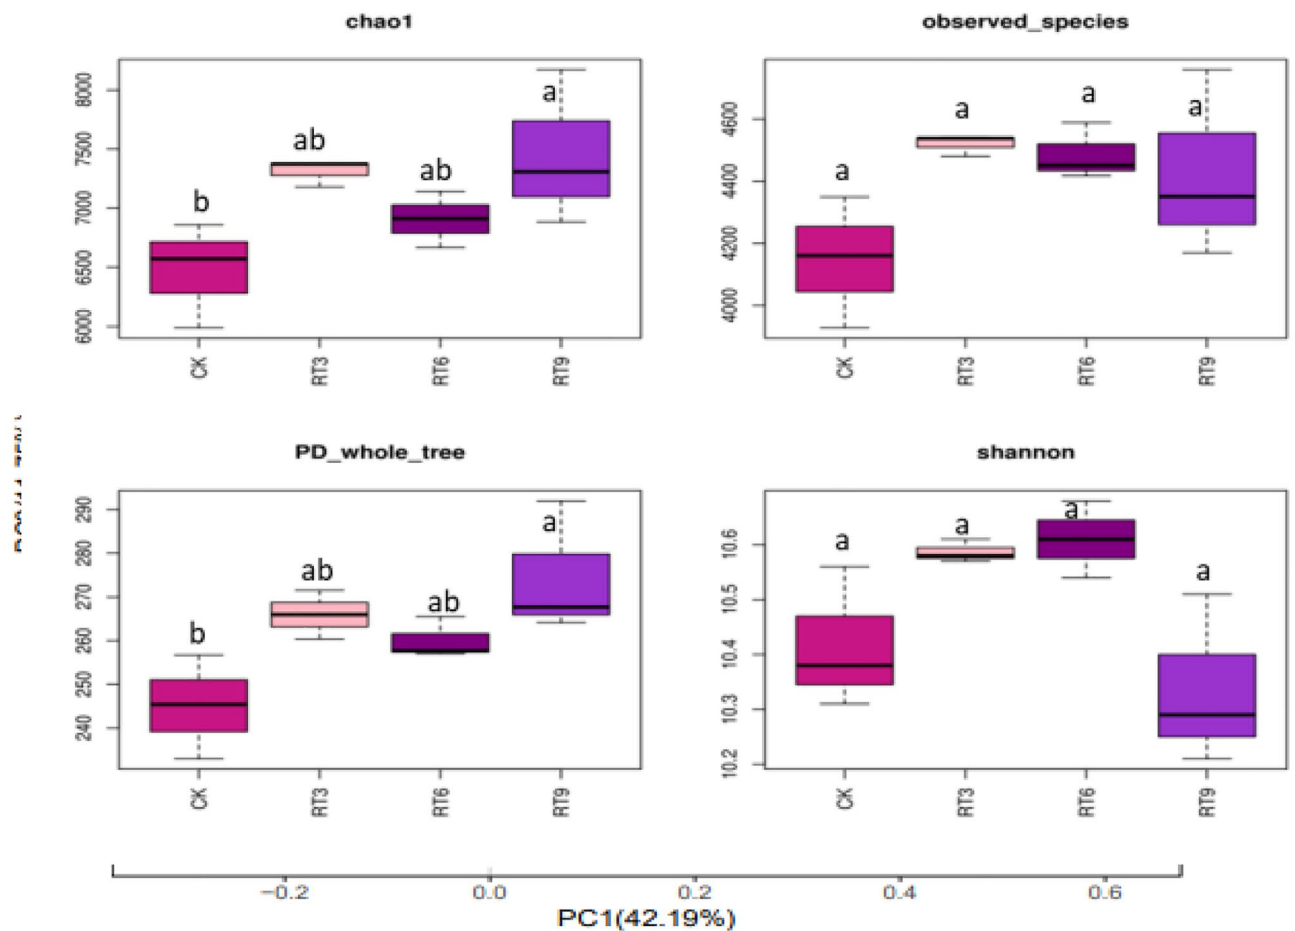 chao1
observed_species
8000
7500
7000
6500
6000
b
ab
ab
a
CK
RT3
RT6
RT9
4600
4400
4200
4000
a
a
a
a
CK
RT3
RT6
RT9
PD_whole_tree
shannon
290
280
270
260
250
240
b
ab
ab
a
CK
RT3
RT6
RT9
10.6
10.5
10.4
10.3
10.2
a
a
a
a
CK
RT3
RT6
RT9
−0.2 0.0 0.2 0.4 0.6
PC1(42.19%)